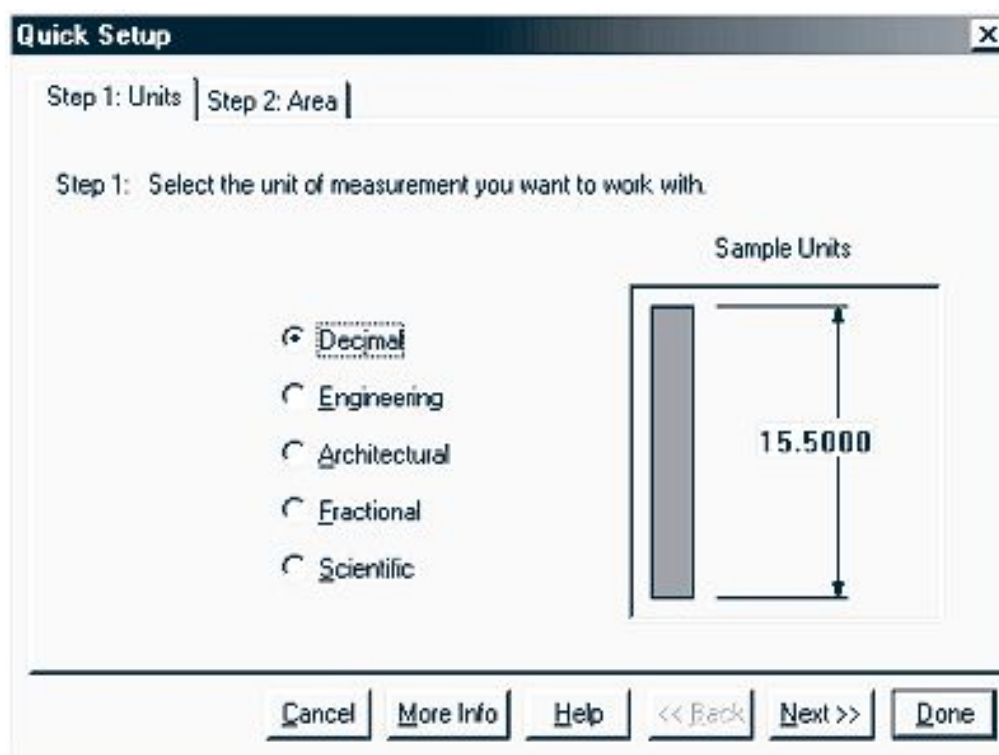 Quick Setup
Step 1: Units
Step 2: Area
Step 1: Select the unit of measurement you want to work with.
Sample Units
Decimal
Engineering
Architectural
Fractional
Scientific
15.5000
Cancel
More Info
Help
<< Back
Next >>
Done